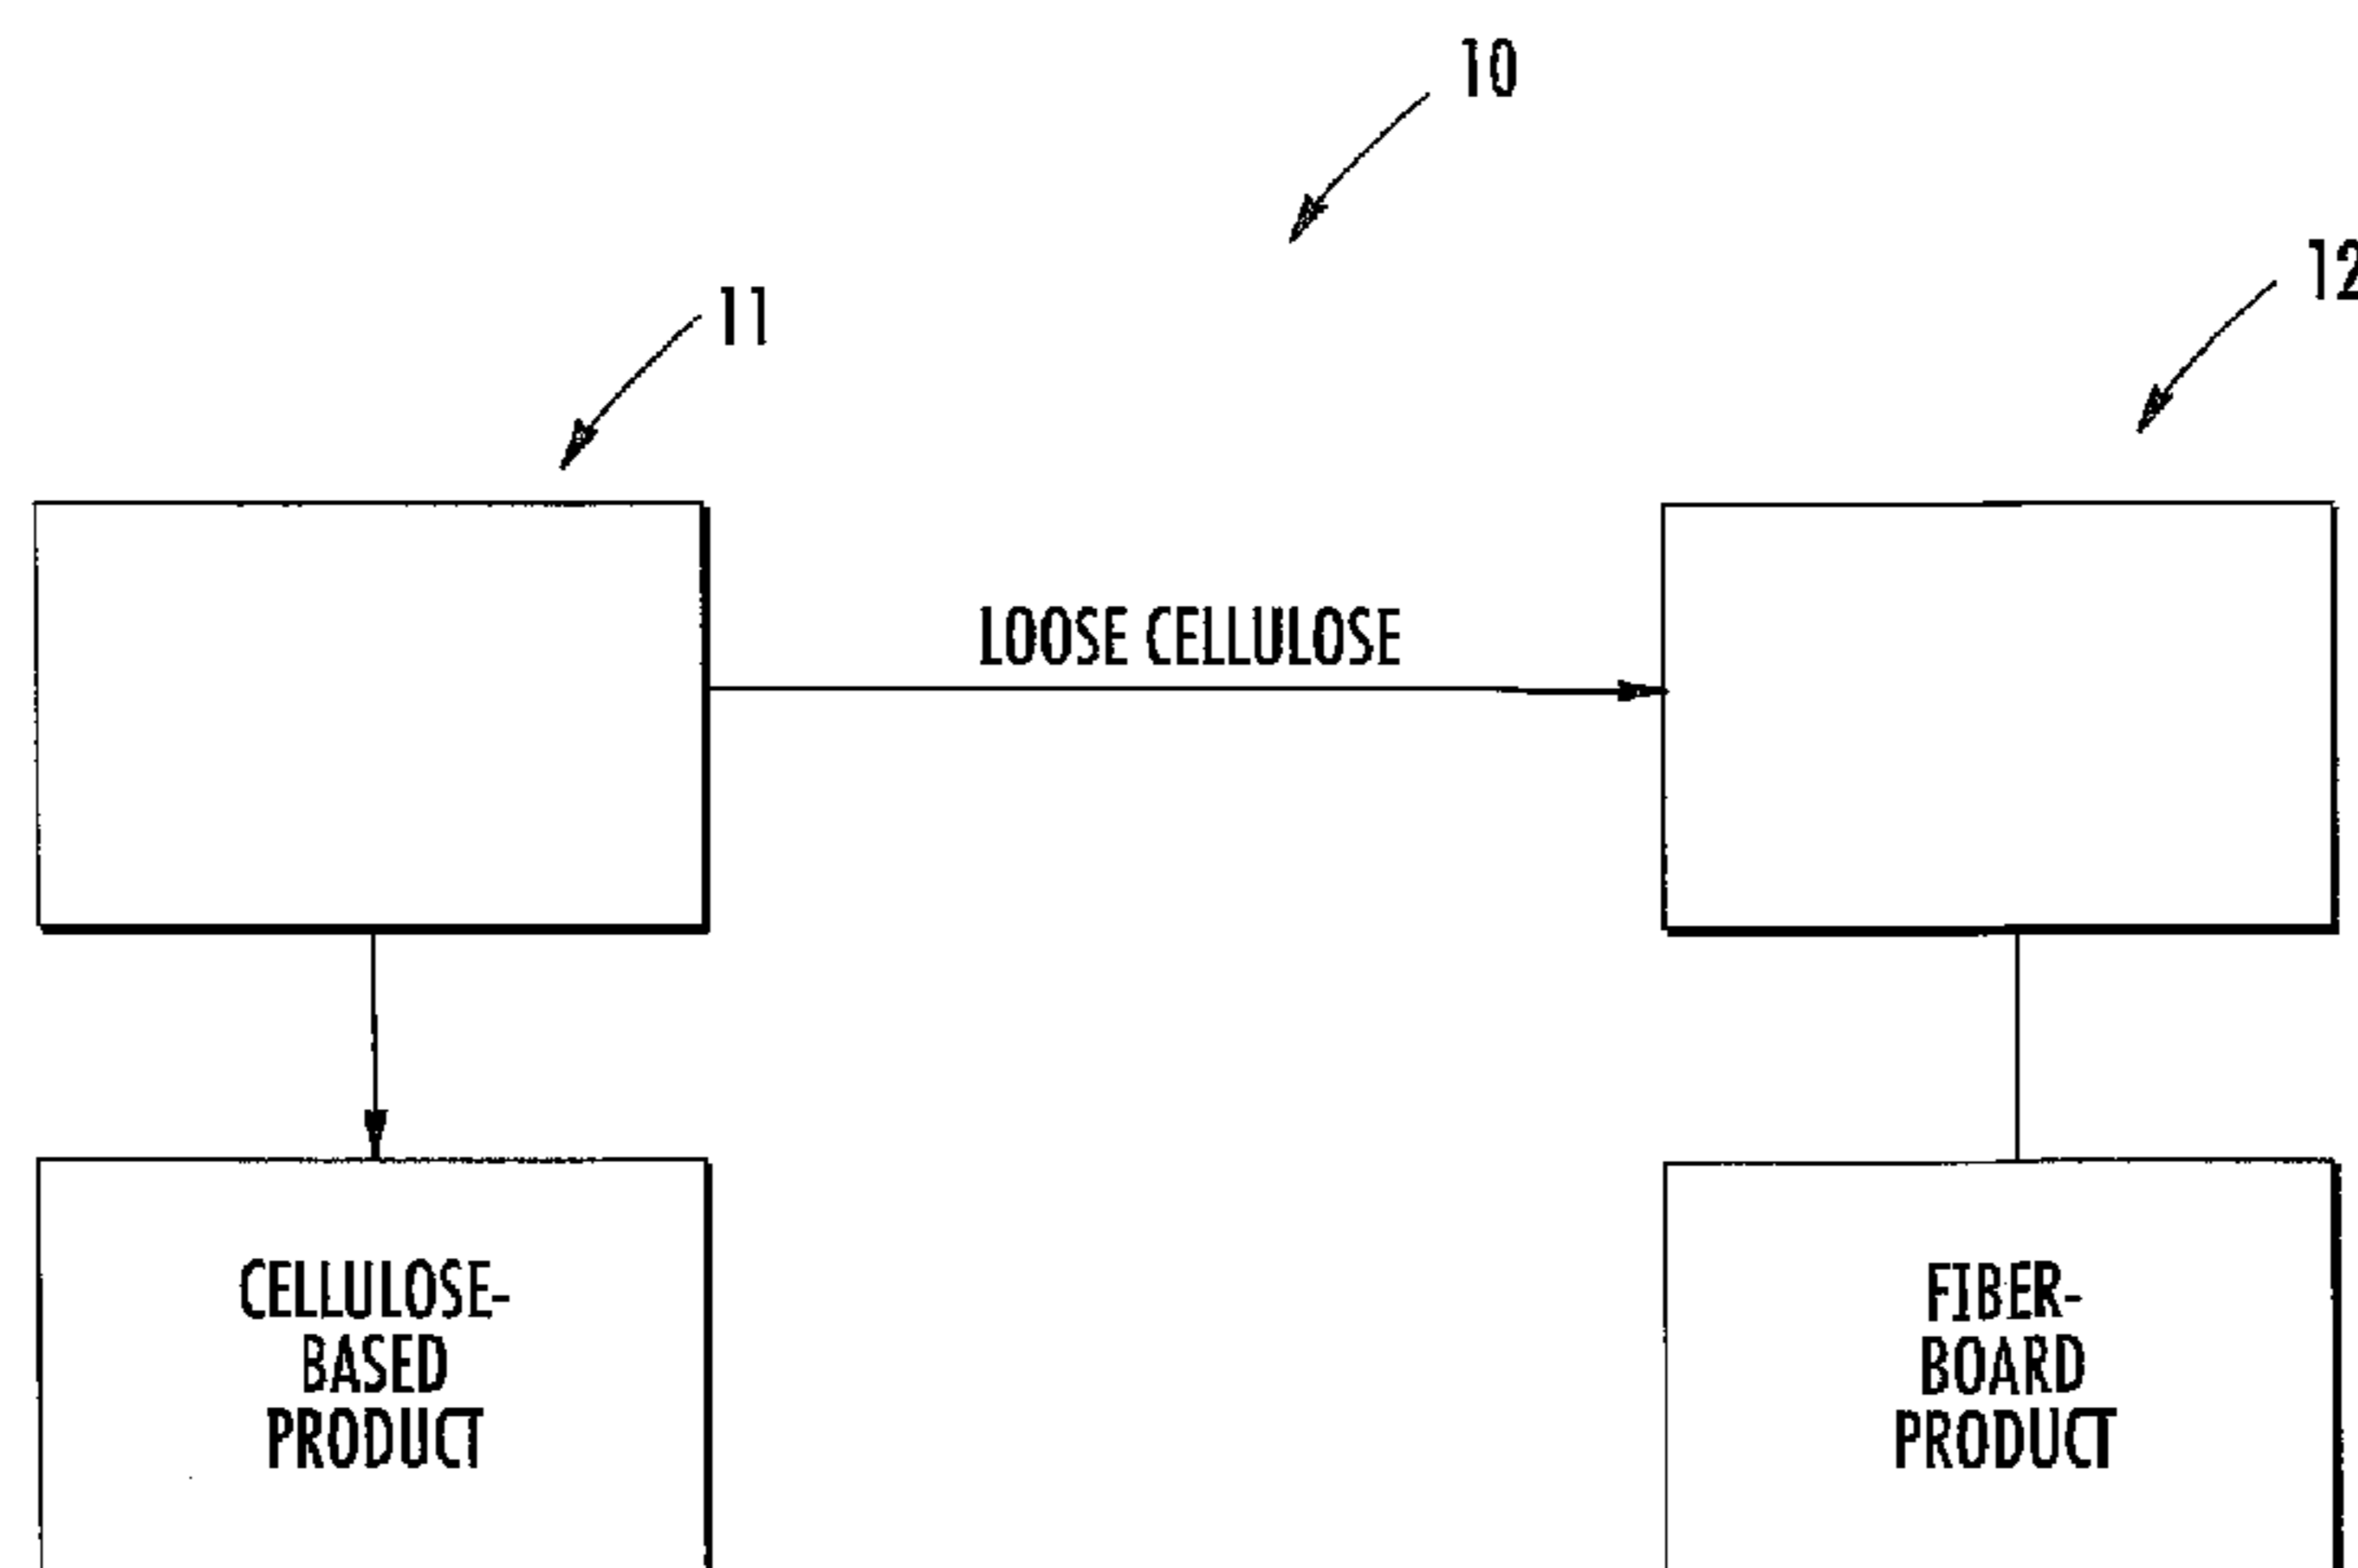 10
12
11
LOOSE CELLULOSE
CELLULOSE-
BASED
PRODUCT
FIBER-
BOARD
PRODUCT